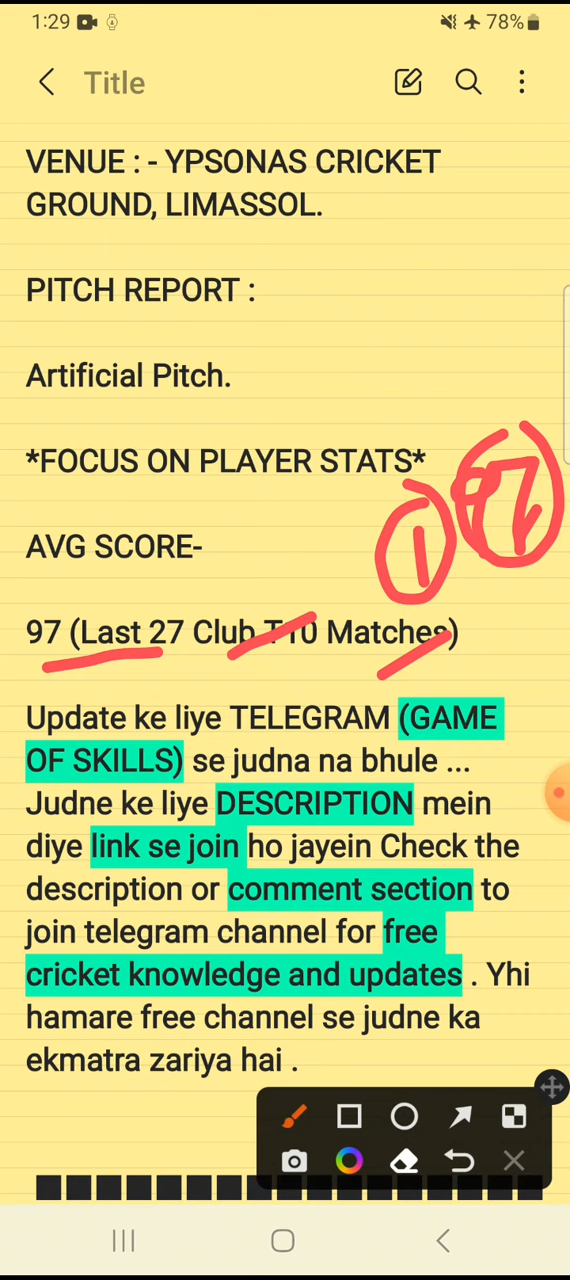 1:29 78%
Title
VENUE : - YPSONAS CRICKET
GROUND, LIMASSOL.
PITCH REPORT :
Artificial Pitch.
*FOCUS ON PLAYER STATS*
AVG SCORE-
1
97 (Last 27 Club T10 Matches)
Update ke liye TELEGRAM (GAME
OF SKILLS) se judna na bhule ...
Judne ke liye DESCRIPTION mein
diye link se join ho jayein Check the
description or comment section to
join telegram channel for free
cricket knowledge and updates . Yhi
hamare free channel se judne ka
ekmatra zariya hai .